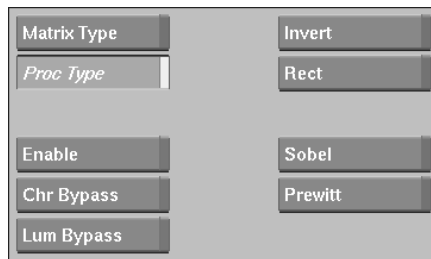 Matrix Type
Proc Type
Enable
Chr Bypass
Lum Bypass
Invert
Rect
Sobel
Prewitt